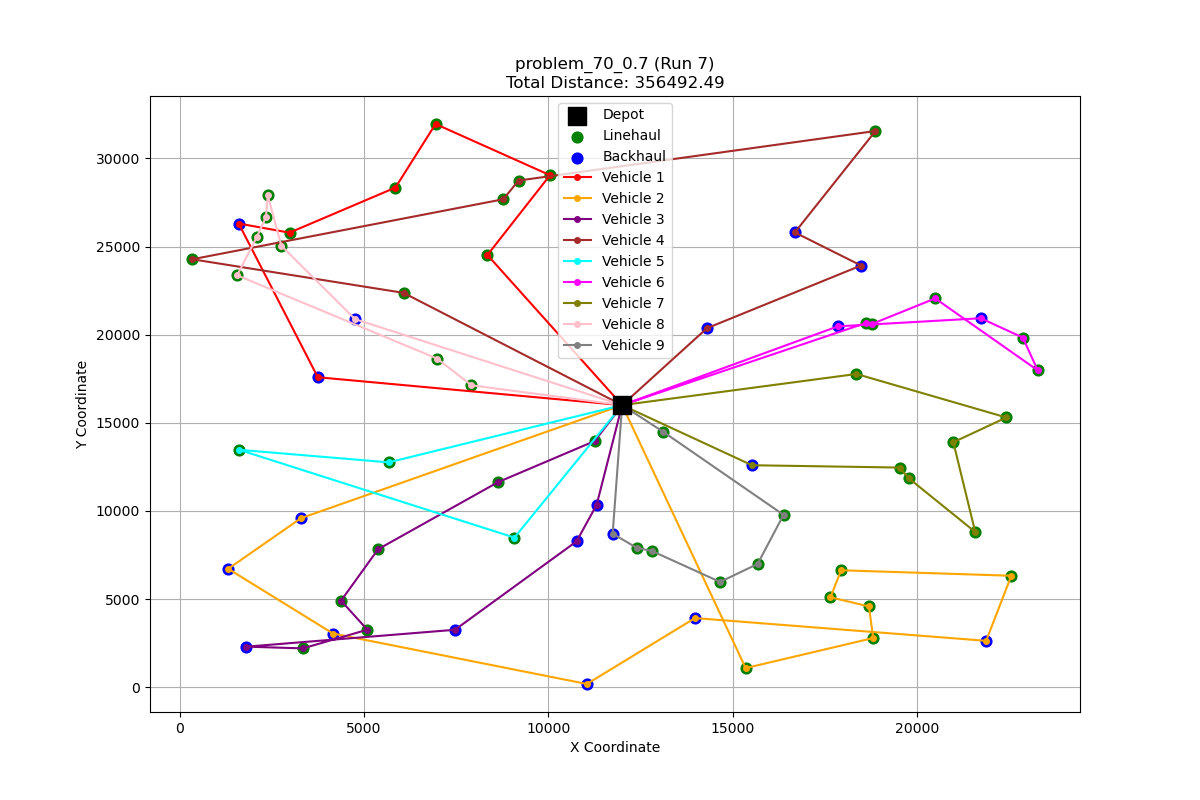 problem_70_0.7 (Run 7)
Total Distance: 356492.49
Depot
Linehaul
Backhaul
Vehicle 1
Vehicle 2
Vehicle 3
Vehicle 4
Vehicle 5
Vehicle 6
Vehicle 7
Vehicle 8
Vehicle 9
Y Coordinate
30000
25000
20000
15000
10000
5000
0
0 5000 10000 15000 20000
X Coordinate